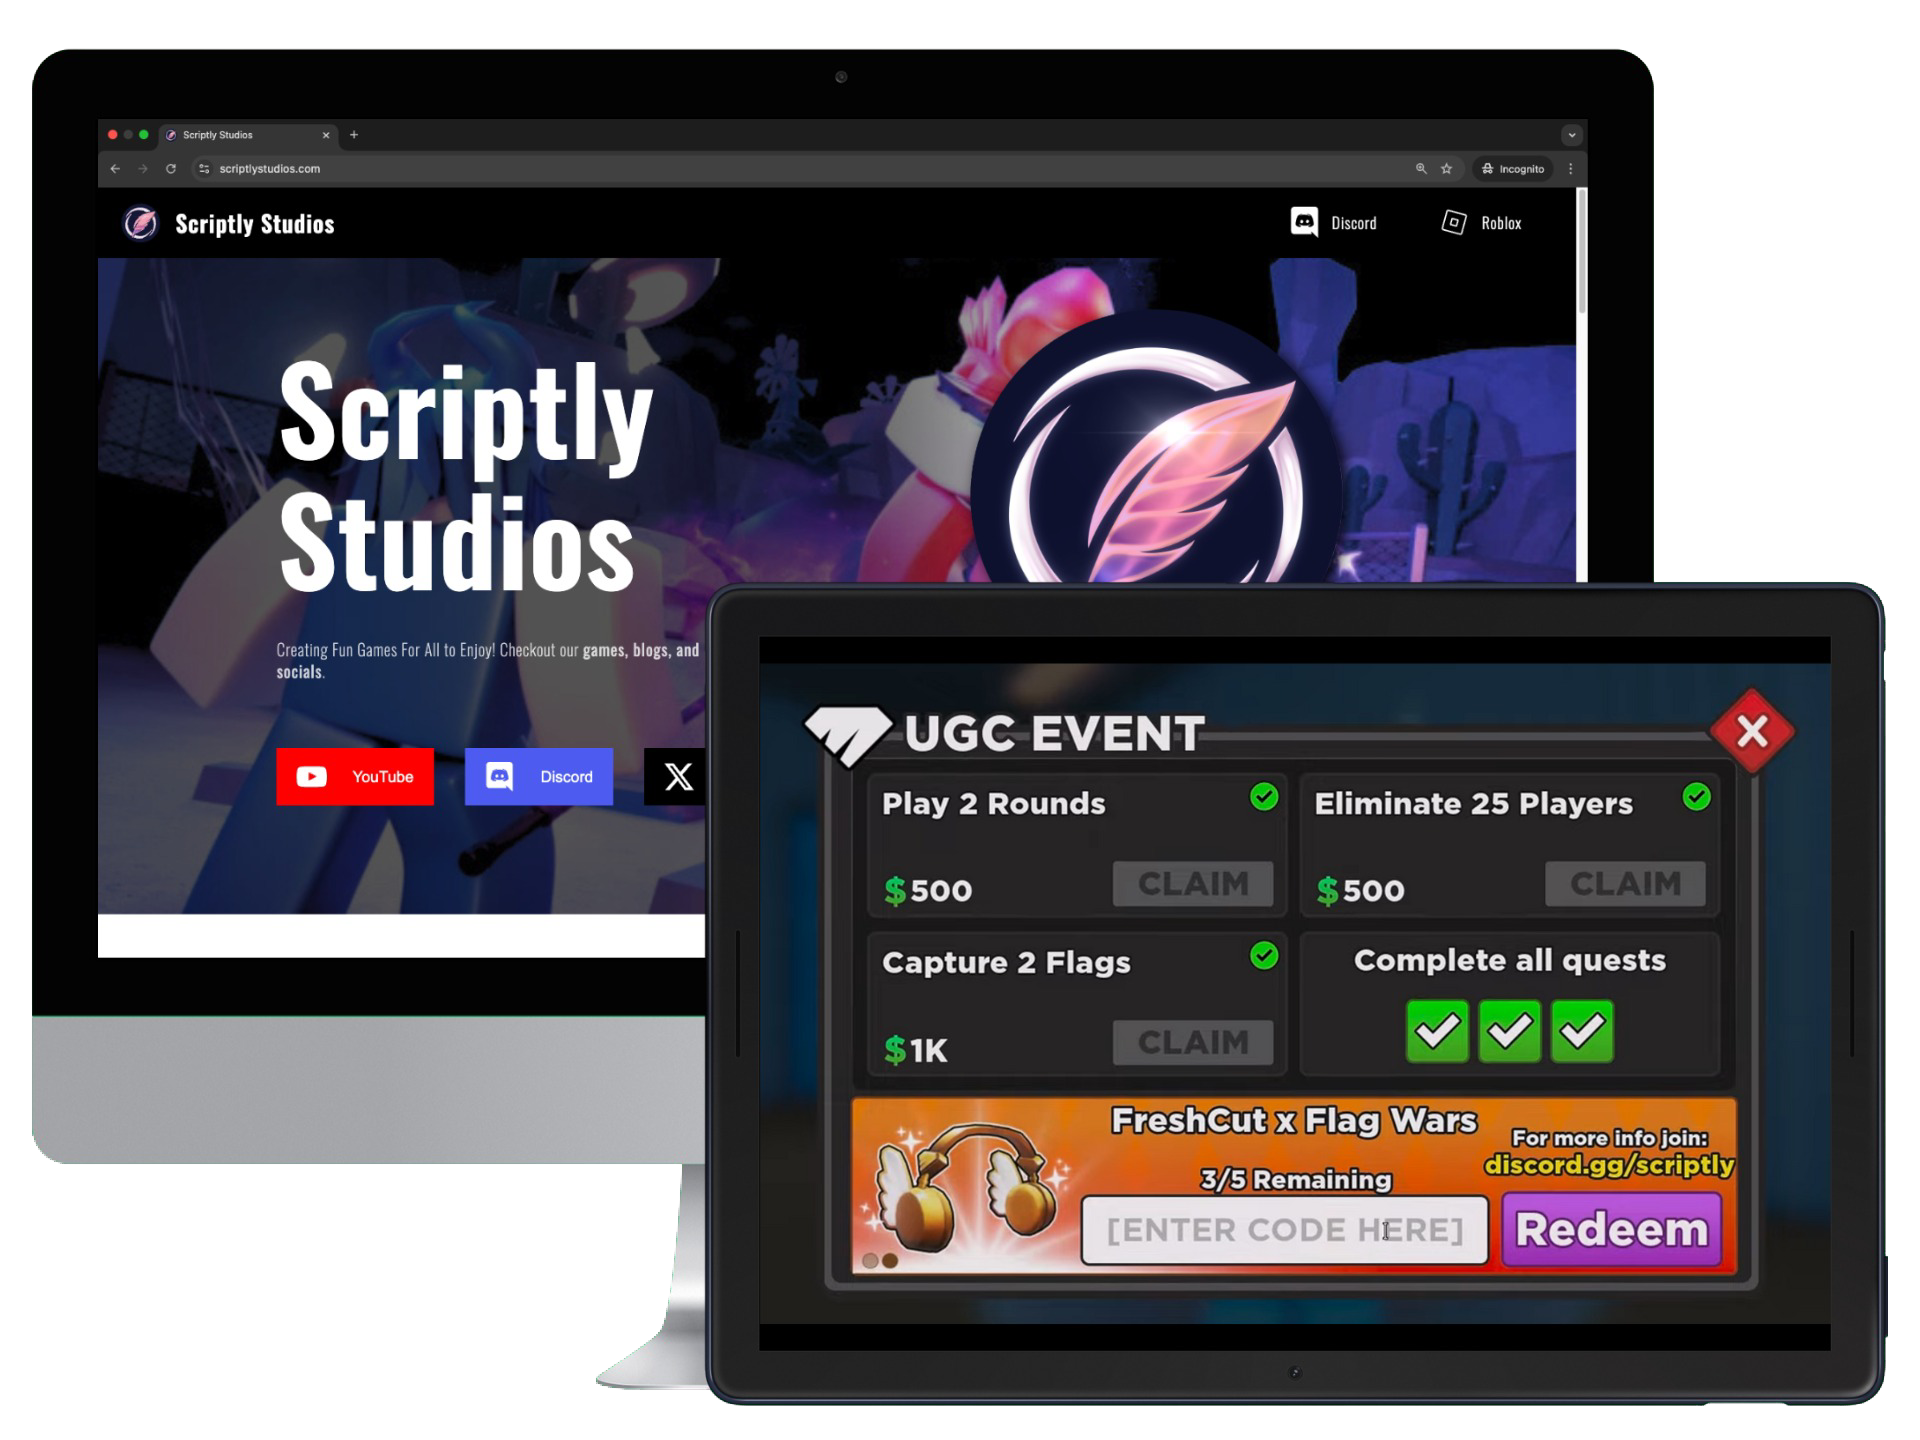 Scriptly Studios
scriptlystudios.com
Incognito
Scriptly Studios
Discord
Roblox
Scriptly
Studios
Creating Fun Games For All to Enjoy! Checkout our games, blogs, and
socials.
YouTube
Discord
X
UGC EVENT
Play 2 Rounds
$500
CLAIM
Eliminate 25 Players
$500
CLAIM
Capture 2 Flags
$1K
CLAIM
Complete all quests
FreshCut x Flag Wars
3/5 Remaining
[ENTER CODE HERE]
For more info join:
discord.gg/scriptly
Redeem